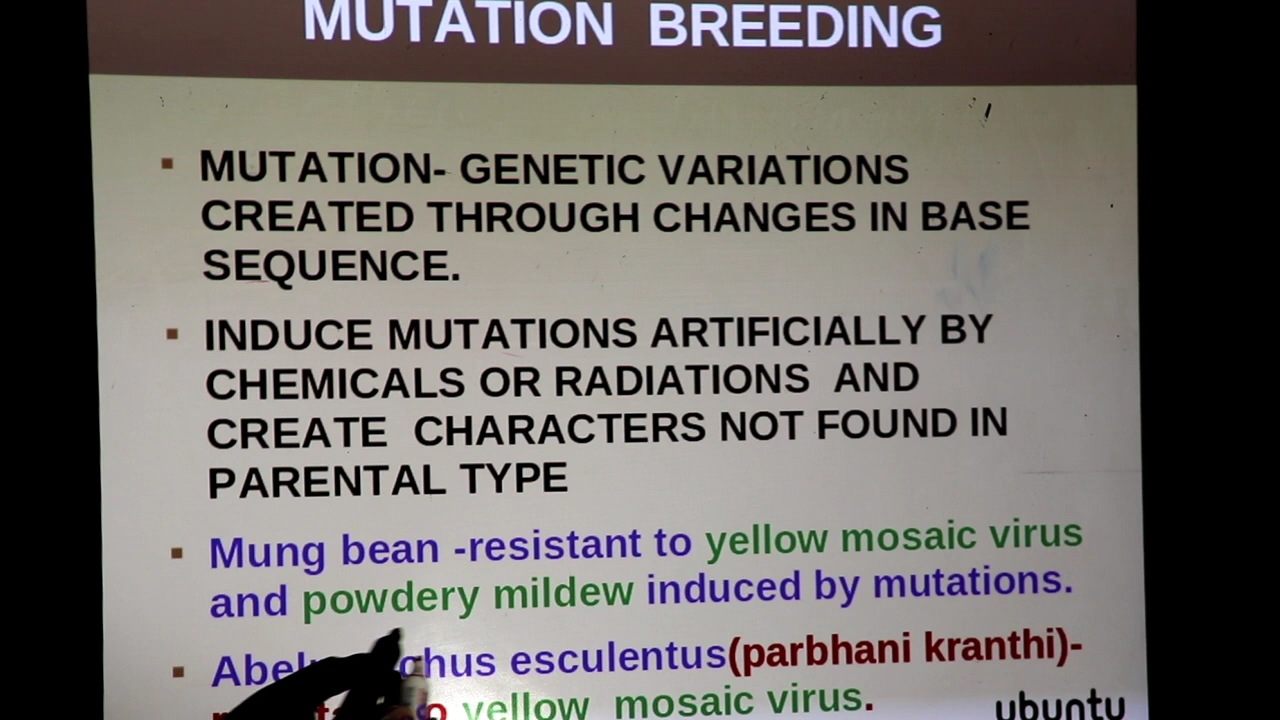 MUTATION BREEDING
MUTATION- GENETIC VARIATIONS
CREATED THROUGH CHANGES IN BASE
SEQUENCE.
INDUCE MUTATIONS ARTIFICIALLY BY
CHEMICALS OR RADIATIONS AND
CREATE CHARACTERS NOT FOUND IN
PARENTAL TYPE
Mung bean -resistant to yellow mosaic virus
and powdery mildew induced by mutations.
esculentus(parbhani kranthi)-
yellow mosaic virus.
ubuntu